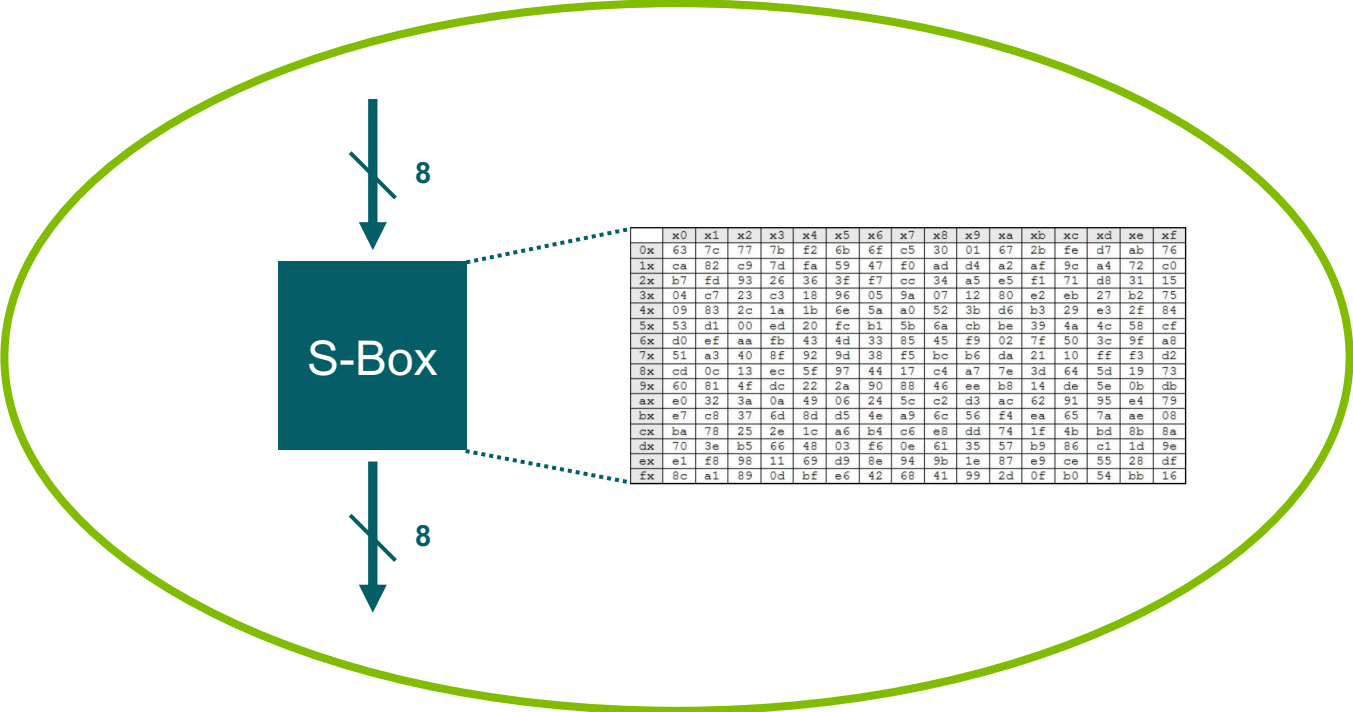 8
x0 x1 x2 x3 x4 x5 x6 x7 x8 x9 xa xb xc xd xe xf
0x 63 7c 77 7b f2 6b 6f c5 30 01 67 2b fe d7 ab 76
1x ca 82 c9 7d fa 59 47 f0 ad d4 a2 af 9c a4 72 c0
2x b7 fd 93 26 36 3f f7 cc 34 a5 e5 f1 71 d8 31 15
3x 04 c7 23 c3 18 96 05 9a 07 12 80 e2 eb 27 b2 75
4x 09 83 2c 1a 1b 6e 5a a0 52 3b d6 b3 29 e3 2f 84
5x 53 d1 00 ed 20 fc b1 5b 6a cb be 39 4a 4c 58 cf
6x d0 ef aa fb 43 4d 33 85 45 f9 02 7f 50 3c 9f a8
7x 51 a3 40 8f 92 9d 38 f5 bc b6 da 21 10 ff f3 d2
8x cd 0c 13 ec 5f 97 44 17 c4 a7 7e 3d 64 5d 19 73
9x 60 81 4f dc 22 2a 90 88 46 ee b8 14 de 5e 0b db
ax e0 32 3a 0a 49 06 24 5c c2 d3 ac 62 91 95 e4 79
bx e7 c8 37 6d 8d d5 4e a9 6c 56 f4 ea 65 7a ae 08
cx ba 78 25 2e 1c a6 b4 c6 e8 dd 74 1f 4b bd 8b 8a
dx 70 3e b5 66 48 03 f6 0e 61 35 57 b9 86 c1 1d 9e
ex e1 f8 98 11 69 d9 8e 94 9b 1e 87 e9 ce 55 28 df
fx 8c a1 89 0d bf e6 42 68 41 99 2d 0f b0 54 bb 16
S-Box
8